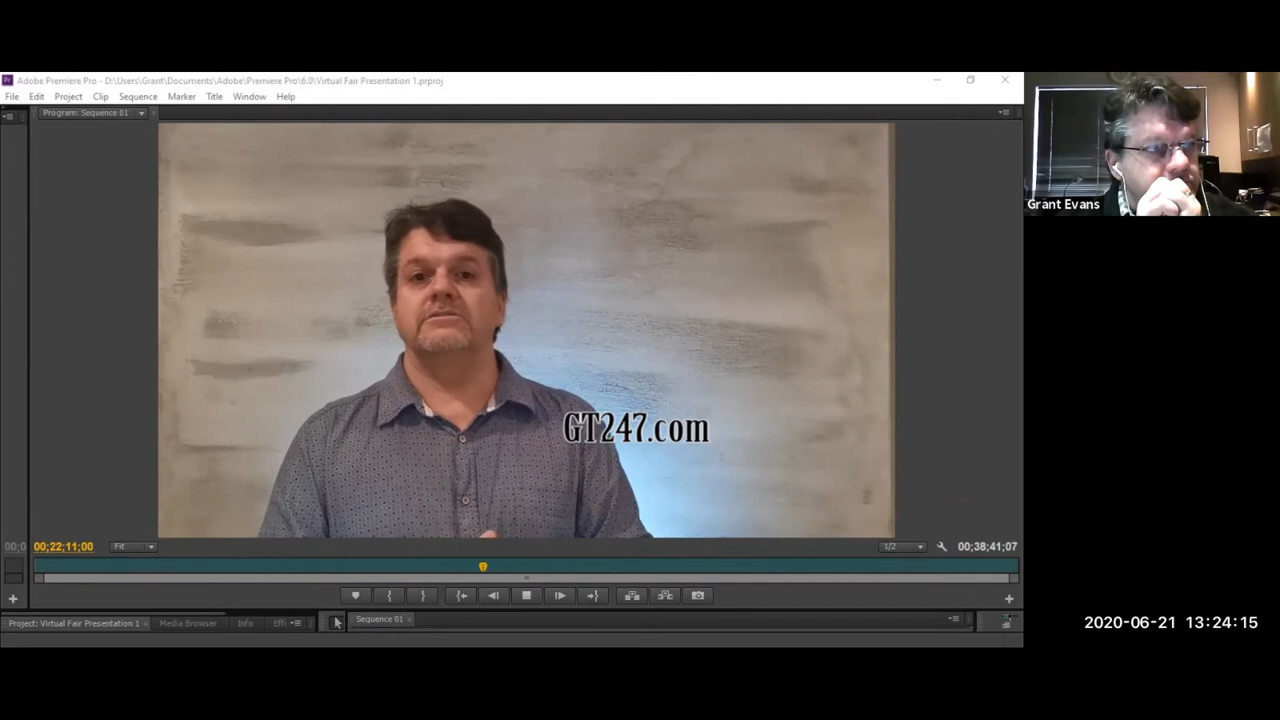 Adobe Premiere Pro - D:\Users\Grant\Documents\Adobe\Premiere Pro\6.0\Virtual Fair Presentation 1.prproj
File Edit Project Clip Sequence Marker Title Window Help
Program: Sequence 01
Grant Evans
GT247.com
00;0 00;22;11;00 Fit 1/2 00;38;41;07
Project: Virtual Fair Presentation 1 Media Browser Info Eff Sequence 01
2020-06-21 13:24:15